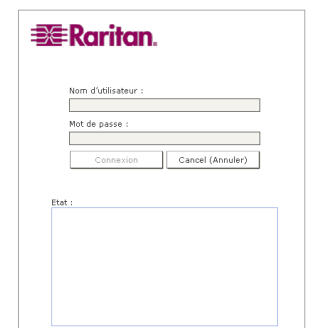 Raritan.
Nom d'utilisateur :
Mot de passe :
Connexion Cancel (Annuler)
Etat :